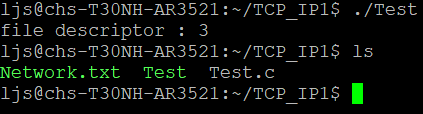 ljs@chs-T30NH-AR3521:~/TCP_IP1$ ./Test
file descriptor : 3
ljs@chs-T30NH-AR3521:~/TCP_IP1$ ls
Network.txt  Test  Test.c
ljs@chs-T30NH-AR3521:~/TCP_IP1$